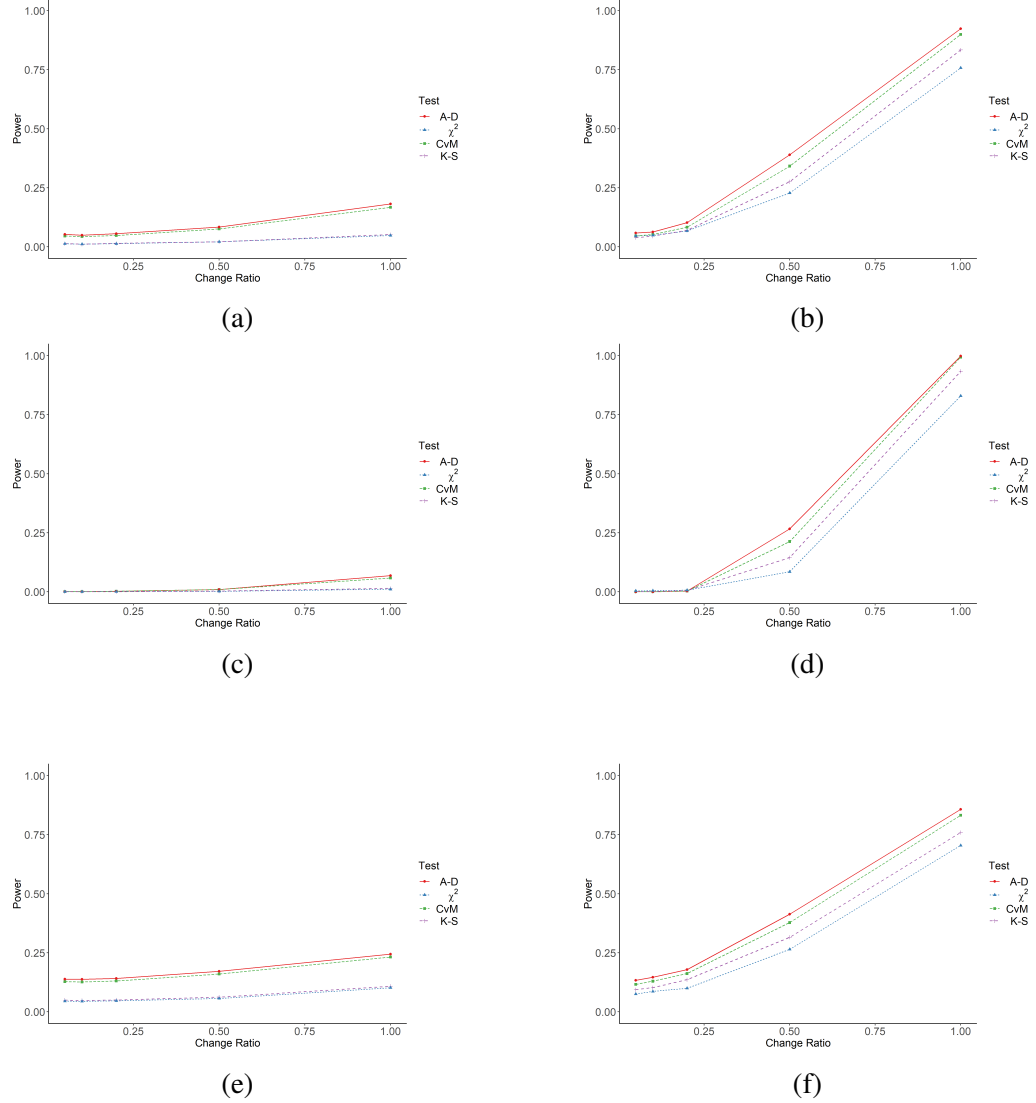 1.00
0.75
0.50
0.25
0.00
Power
0.25 0.50 0.75 1.00
Change Ratio
Test
A-D
χ²
CvM
K-S
(a)
1.00
0.75
0.50
0.25
0.00
Power
0.25 0.50 0.75 1.00
Change Ratio
Test
A-D
χ²
CvM
K-S
(b)
1.00
0.75
0.50
0.25
0.00
Power
0.25 0.50 0.75 1.00
Change Ratio
Test
A-D
χ²
CvM
K-S
(c)
1.00
0.75
0.50
0.25
0.00
Power
0.25 0.50 0.75 1.00
Change Ratio
Test
A-D
χ²
CvM
K-S
(d)
1.00
0.75
0.50
0.25
0.00
Power
0.25 0.50 0.75 1.00
Change Ratio
Test
A-D
χ²
CvM
K-S
(e)
1.00
0.75
0.50
0.25
0.00
Power
0.25 0.50 0.75 1.00
Change Ratio
Test
A-D
χ²
CvM
K-S
(f)